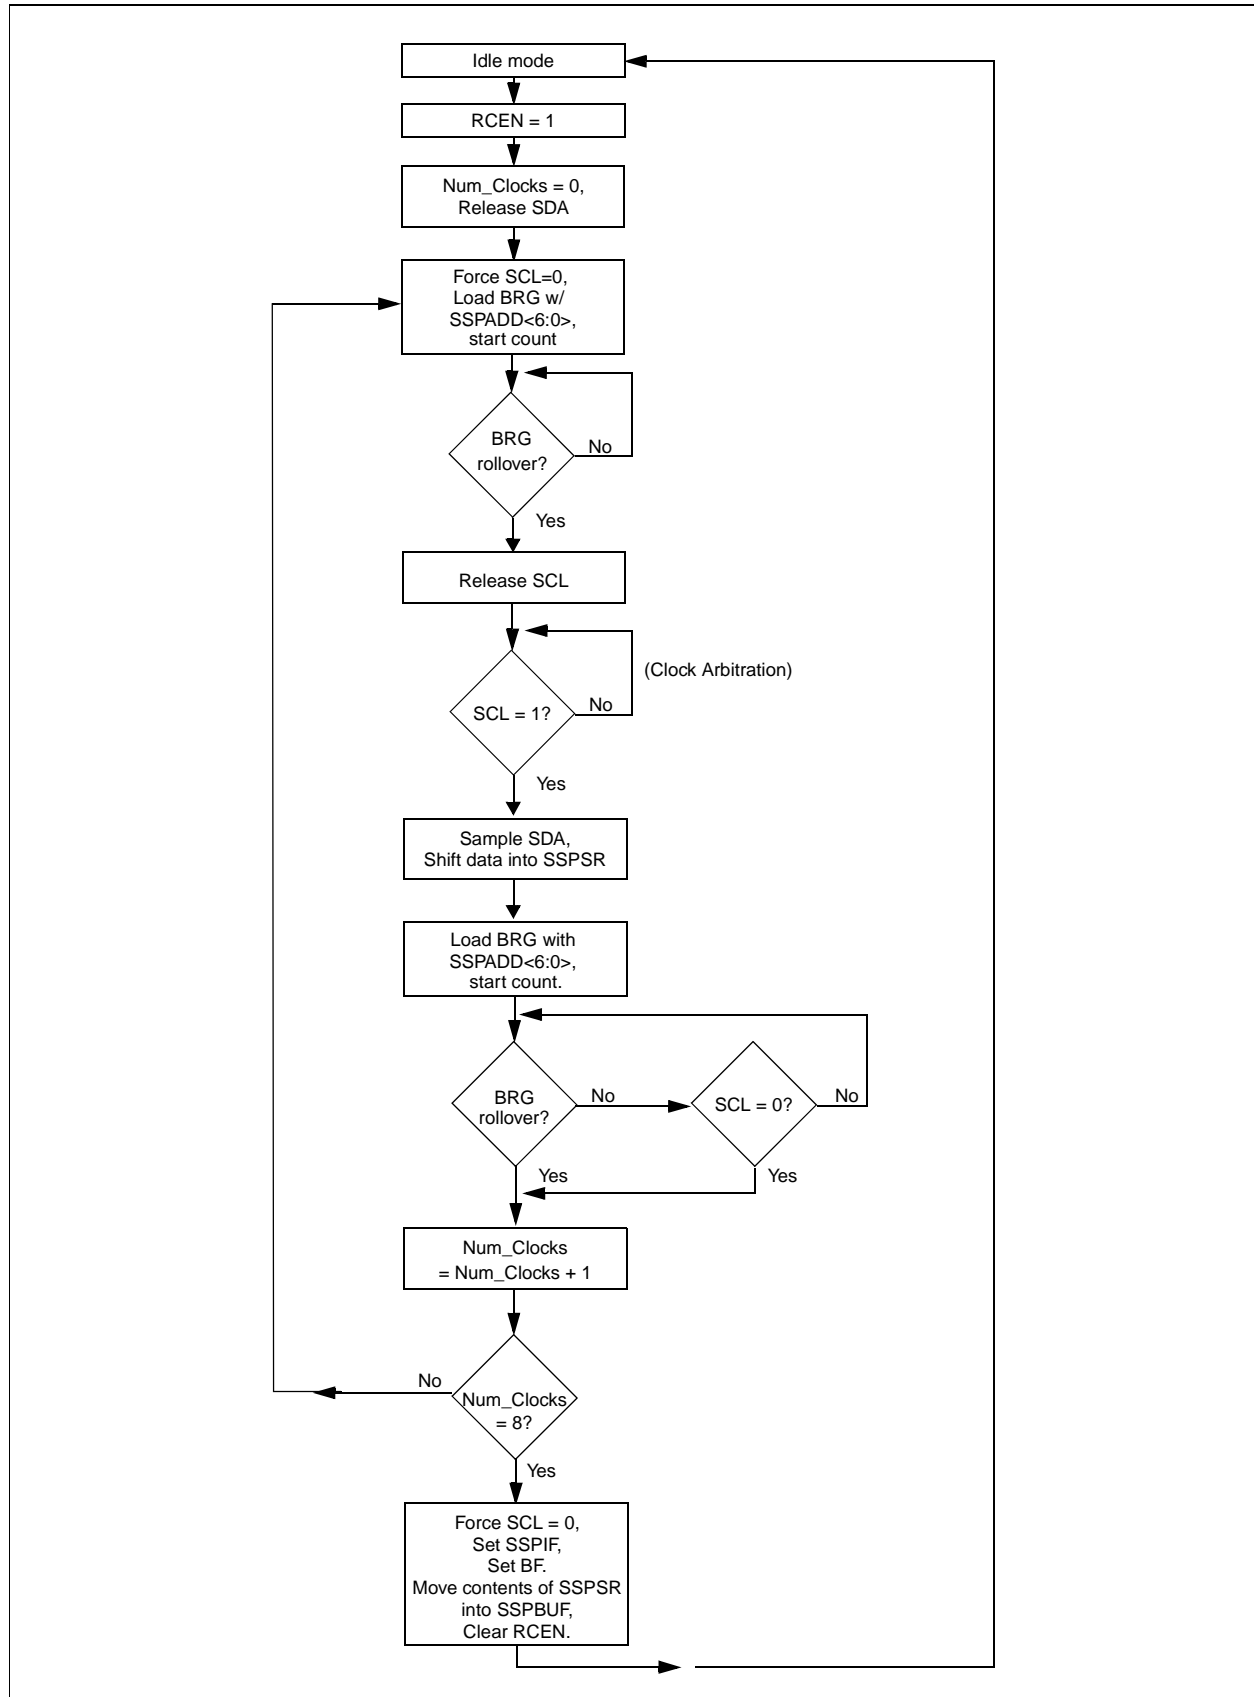 Idle mode
RCEN = 1
Num_Clocks = 0,
Release SDA
Force SCL=0,
Load BRG w/
SSPADD<6:0>,
start count
BRG
rollover?
No
Yes
Release SCL
(Clock Arbitration)
SCL = 1?
No
Yes
Sample SDA,
Shift data into SSPSR
Load BRG with
SSPADD<6:0>,
start count.
BRG
rollover?
No
SCL = 0?
No
Yes
Yes
Num_Clocks
= Num_Clocks + 1
No
Num_Clocks
= 8?
Yes
Force SCL = 0,
Set SSPIF,
Set BF.
Move contents of SSPSR
into SSPBUF,
Clear RCEN.